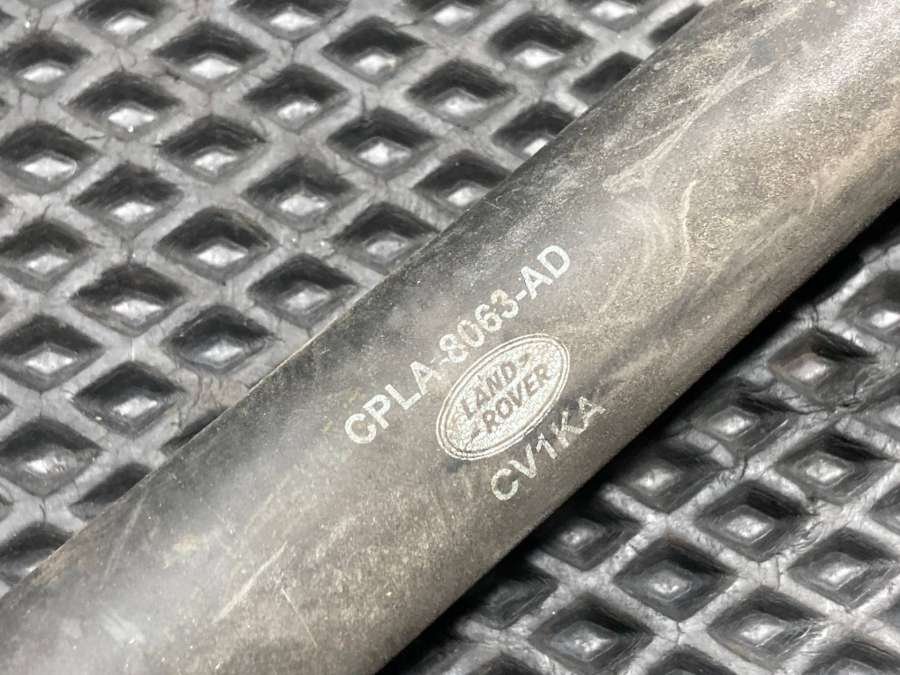 CPLA-8063-AD
LAND
ROVER
CV1KA